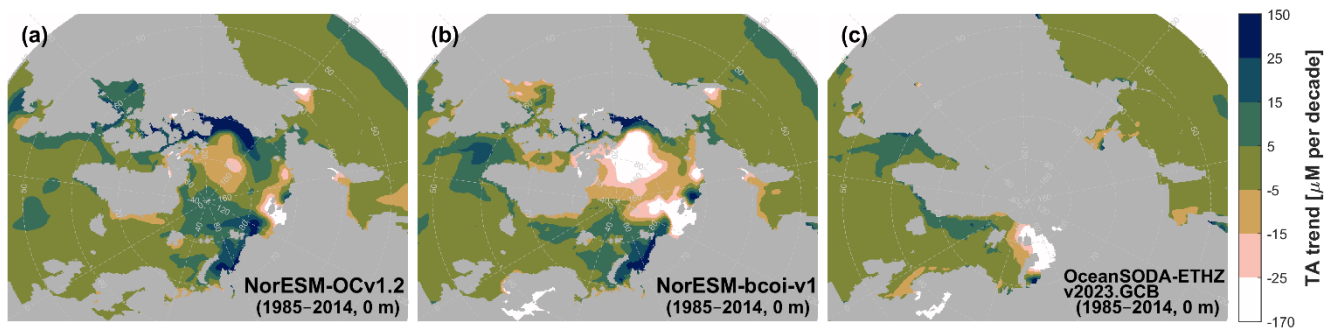 (a)
NorESM-OCv1.2
(1985–2014, 0 m)
(b)
NorESM-bcoi-v1
(1985–2014, 0 m)
(c)
OceanSODA-ETHZ
v2023.GCB
(1985–2014, 0 m)
150
25
15
5
-5
-15
-25
-170
TA trend [μM per decade]